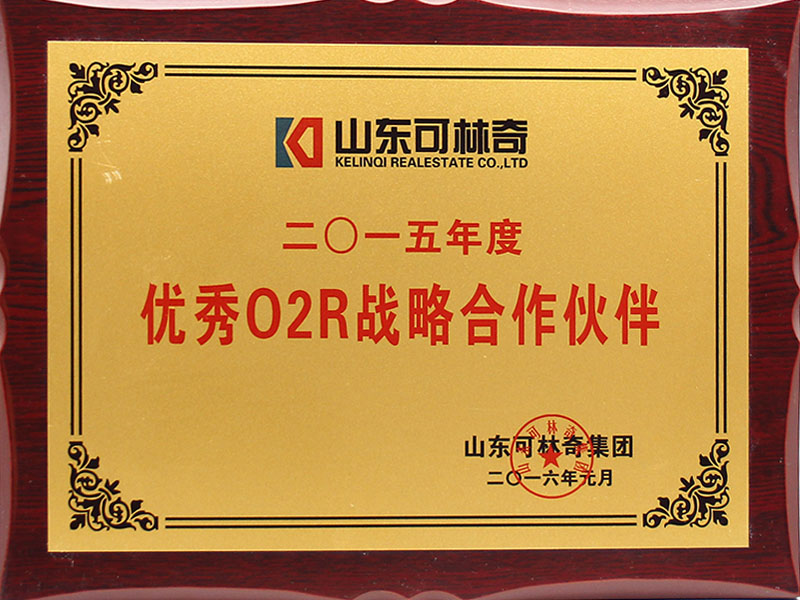 山东可林奇
KELINQI REALESTATE CO.,LTD
二〇一五年度
优秀O2R战略合作伙伴
山东可林奇集团
二〇一六年元月